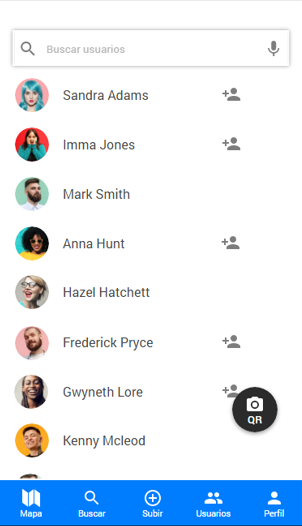 Buscar usuarios
Sandra Adams
Imma Jones
Mark Smith
Anna Hunt
Hazel Hatchett
Frederick Pryce
Gwyneth Lore
QR
Kenny Mcleod
Mapa Buscar Subir Usuarios Perfil